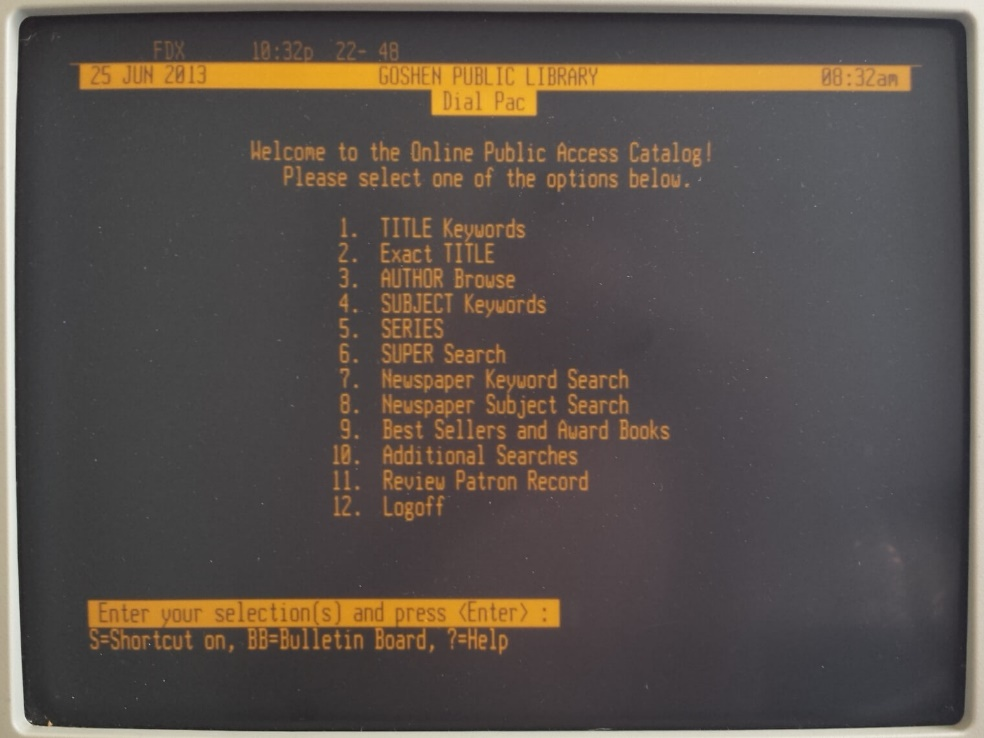 FDX 10:32p 22- 48
25 JUN 2013 GOSHEN PUBLIC LIBRARY 08:32am
Dial Pac
Welcome to the Online Public Access Catalog!
Please select one of the options below.
1. TITLE Keywords
2. Exact TITLE
3. AUTHOR Browse
4. SUBJECT Keywords
5. SERIES
6. SUPER Search
7. Newspaper Keyword Search
8. Newspaper Subject Search
9. Best Sellers and Award Books
10. Additional Searches
11. Review Patron Record
12. Logoff
Enter your selection(s) and press <Enter> :
S=Shortcut on, BB=Bulletin Board, ?=Help